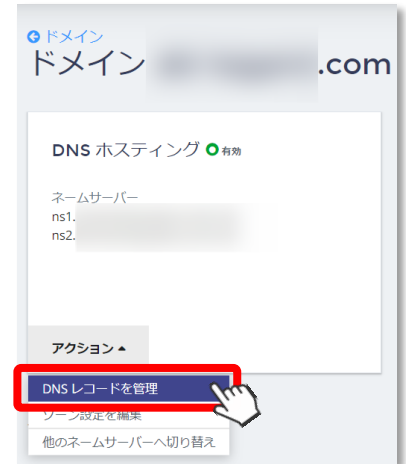 ドメイン
ドメイン .com
DNS ホスティング 有効
ネームサーバー
ns1.
ns2.
アクション
DNS レコードを管理
ゾーン設定を編集
他のネームサーバーへ切り替え